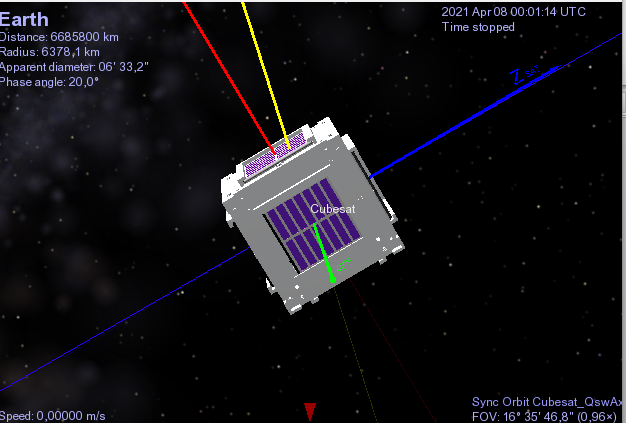 Earth
Distance: 6685800 km
Radius: 6378,1 km
Apparent diameter: 06' 33,2"
Phase angle: 20,0°
2021 Apr 08 00:01:14 UTC
Time stopped
Z
Cubesat
Speed: 0,00000 m/s
Sync Orbit Cubesat_QswAx
FOV: 16° 35' 46,8" (0,96×)